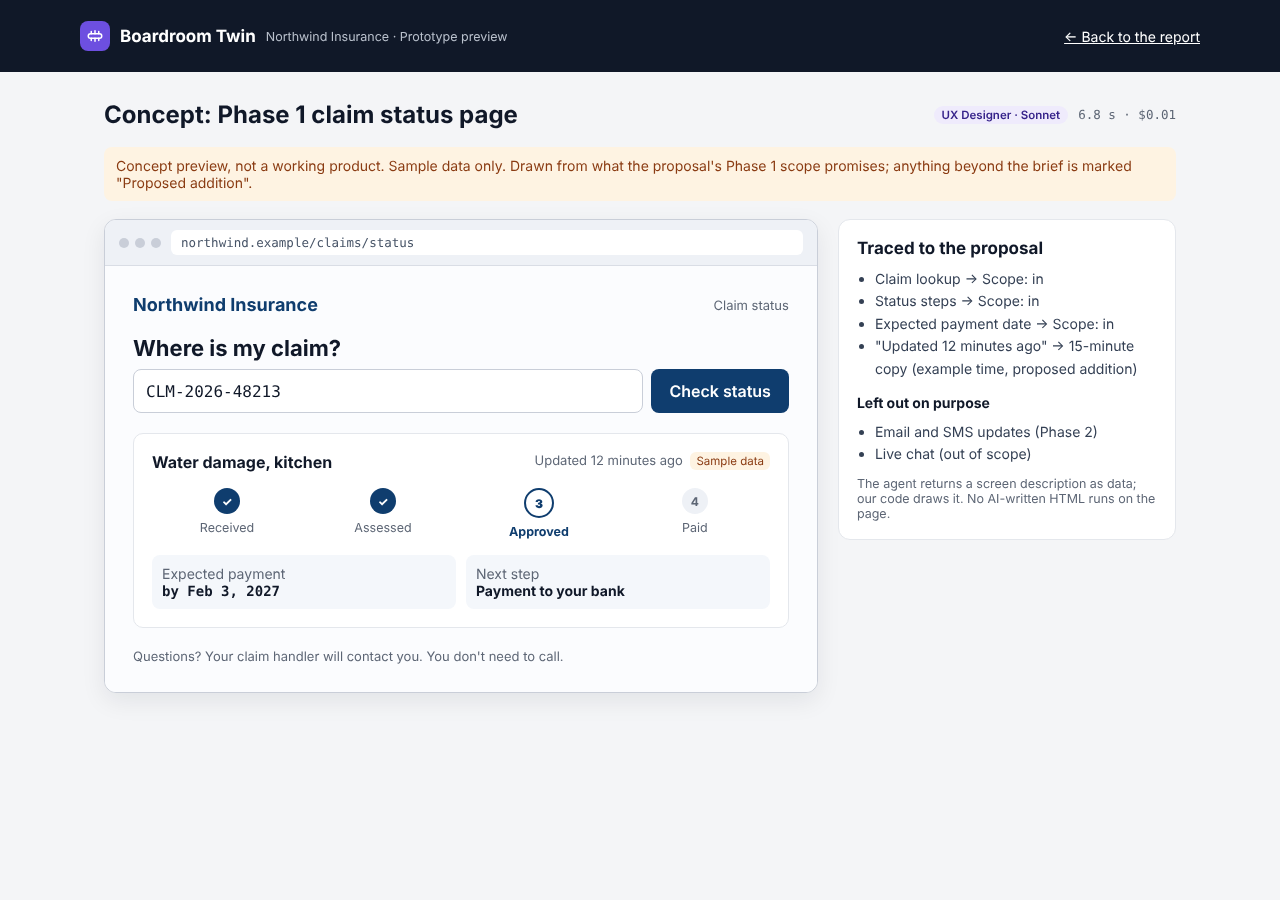 Boardroom Twin Northwind Insurance · Prototype preview
← Back to the report
Concept: Phase 1 claim status page
UX Designer · Sonnet 6.8 s · $0.01
Concept preview, not a working product. Sample data only. Drawn from what the proposal's Phase 1 scope promises; anything beyond the brief is marked
"Proposed addition".
northwind.example/claims/status
Northwind Insurance
Claim status
Where is my claim?
CLM-2026-48213
Check status
Water damage, kitchen
Updated 12 minutes ago Sample data
Received
Assessed
3
Approved
4
Paid
Expected payment
by Feb 3, 2027
Next step
Payment to your bank
Questions? Your claim handler will contact you. You don't need to call.
Traced to the proposal
• Claim lookup → Scope: in
• Status steps → Scope: in
• Expected payment date → Scope: in
• "Updated 12 minutes ago" → 15-minute
copy (example time, proposed addition)
Left out on purpose
• Email and SMS updates (Phase 2)
• Live chat (out of scope)
The agent returns a screen description as data;
our code draws it. No AI-written HTML runs on the
page.